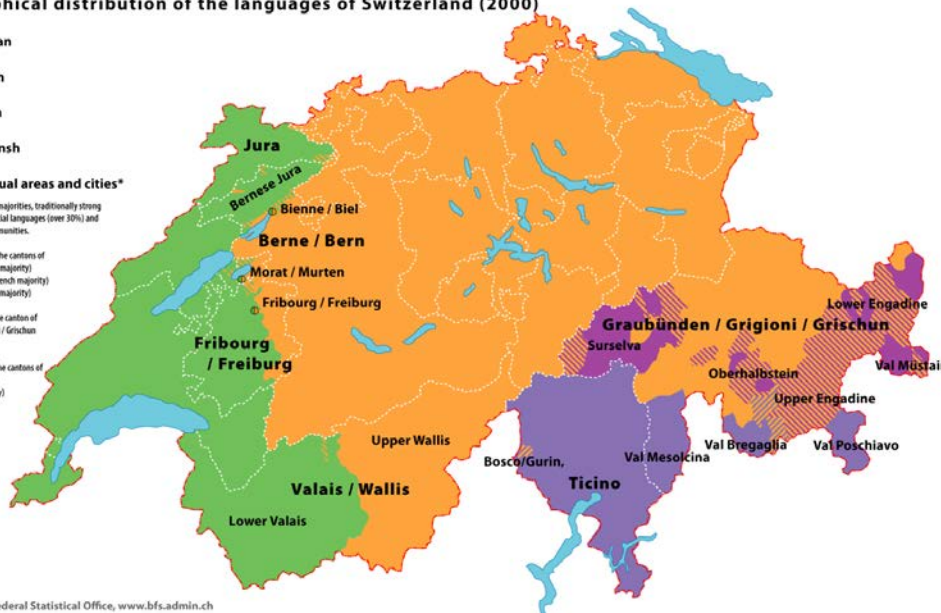 hical distribution of the languages of Switzerland (2000)
an
n
n
nsh
ual areas and cities*
majorities, traditionally strong
cial languages (over 30%) and
munities.
the cantons of
majority)
ench majority)
majority)
e canton of
/ Grischun
he cantons of
y)
Jura
Bernese Jura
Bienne / Biel
Berne / Bern
Morat / Murten
Fribourg / Freiburg
Fribourg
/ Freiburg
Lower Engadine
Graubünden / Grigioni / Grischun
Surselva
Val Müstair
Oberhalbstein
Upper Engadine
Upper Wallis
Val Bregaglia
Val Poschiavo
Bosco/Gurin,
Val Mesolcina
Ticino
Valais / Wallis
Lower Valais
ederal Statistical Office, www.bfs.admin.ch